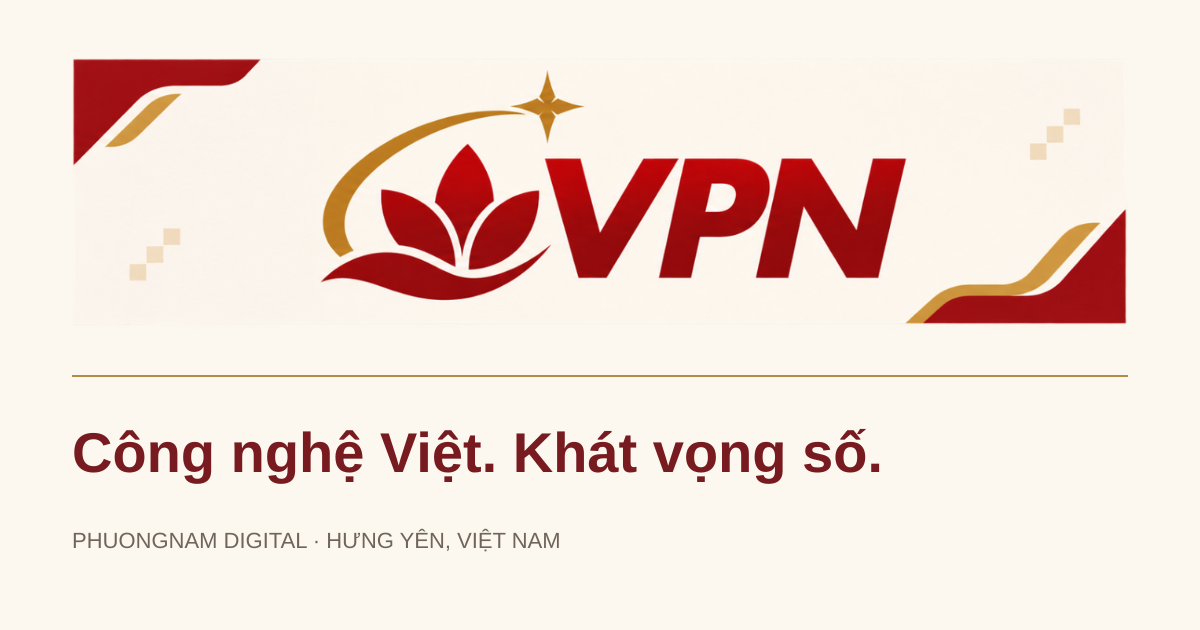 VPN
Công nghệ Việt. Khát vọng số.
PHUONGNAM DIGITAL · HƯNG YÊN, VIỆT NAM